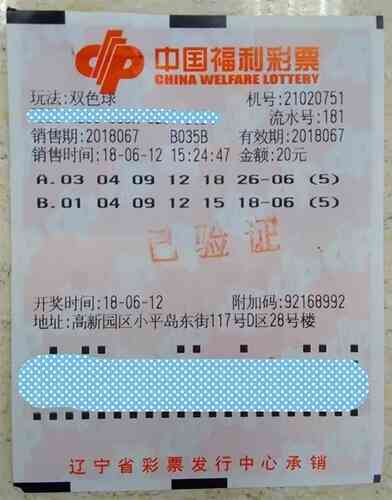 中国福利彩票
CHINA WELFARE LOTTERY
玩法:双色球 机号:21020751
流水号:181
销售期:2018067 B035B 有效期:2018067
销售时间:18-06-12 15:24:47 金额:20元
A.03 04 09 12 18 26-06 (5)
B.01 04 09 12 15 18-06 (5)
已验证
开奖时间:18-06-12 附加码:92168992
地址:高新园区小平岛东街117号D区28号楼
辽宁省彩票发行中心承销